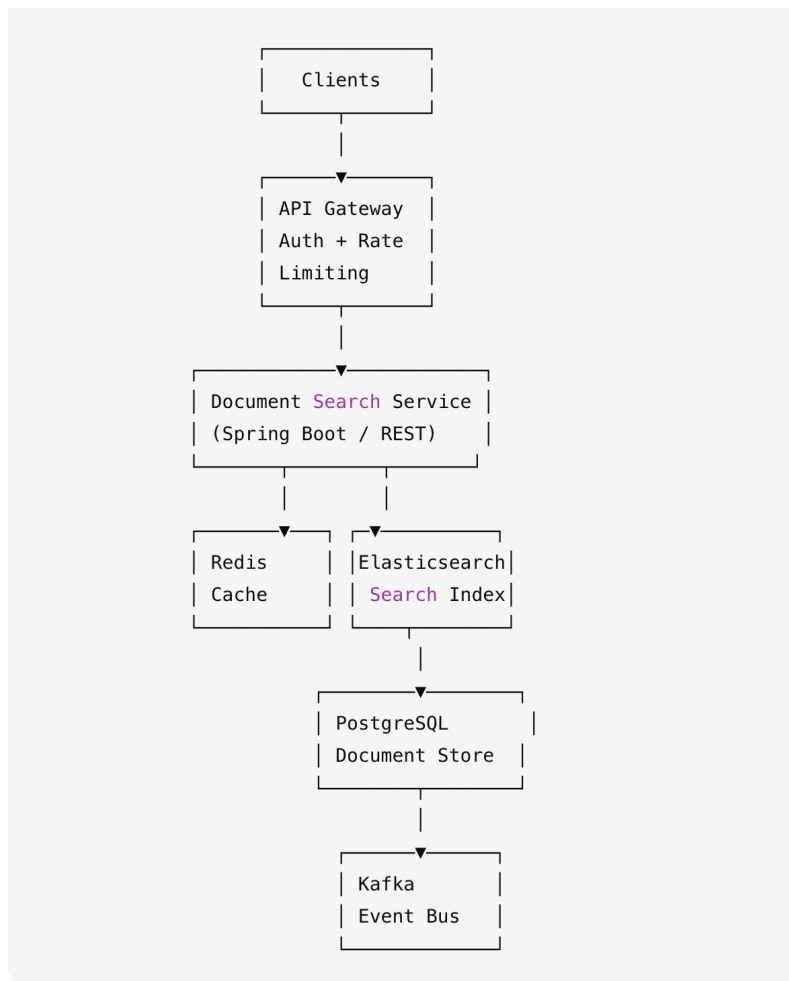 Clients
API Gateway
Auth + Rate
Limiting
Document Search Service
(Spring Boot / REST)
Redis
Cache
Elasticsearch
Search Index
PostgreSQL
Document Store
Kafka
Event Bus